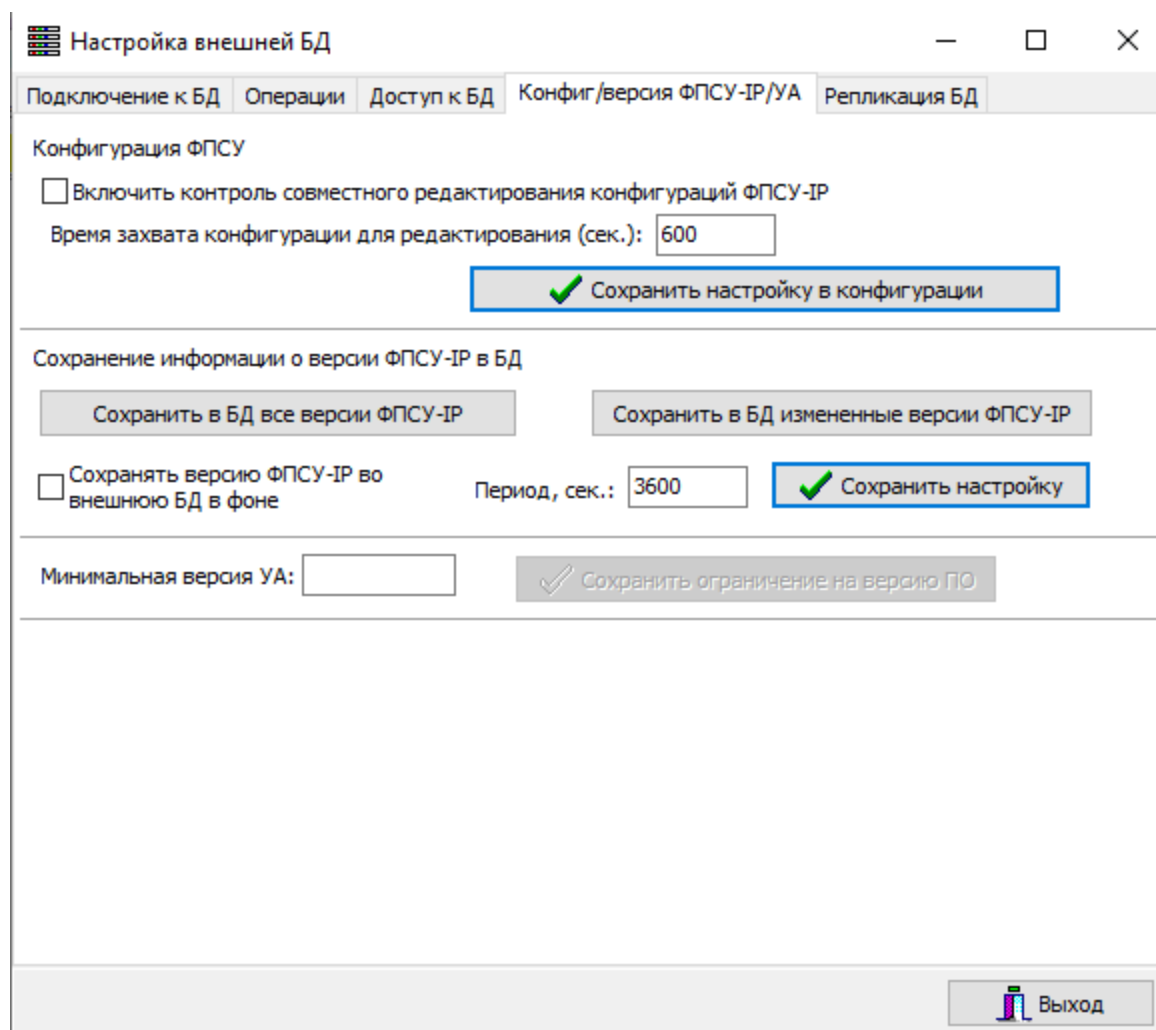 Настройка внешней БД
Подключение к БД Операции Доступ к БД Конфиг/версия ФПСУ-IP/УА Репликация БД
Конфигурация ФПСУ
Включить контроль совместного редактирования конфигураций ФПСУ-IP
Время захвата конфигурации для редактирования (сек.): 600
Сохранить настройку в конфигурации
Сохранение информации о версии ФПСУ-IP в БД
Сохранить в БД все версии ФПСУ-IP Сохранить в БД измененные версии ФПСУ-IP
Сохранять версию ФПСУ-IP во
внешнюю БД в фоне
Период, сек.: 3600 Сохранить настройку
Минимальная версия УА: Сохранить ограничение на версию ПО
Выход